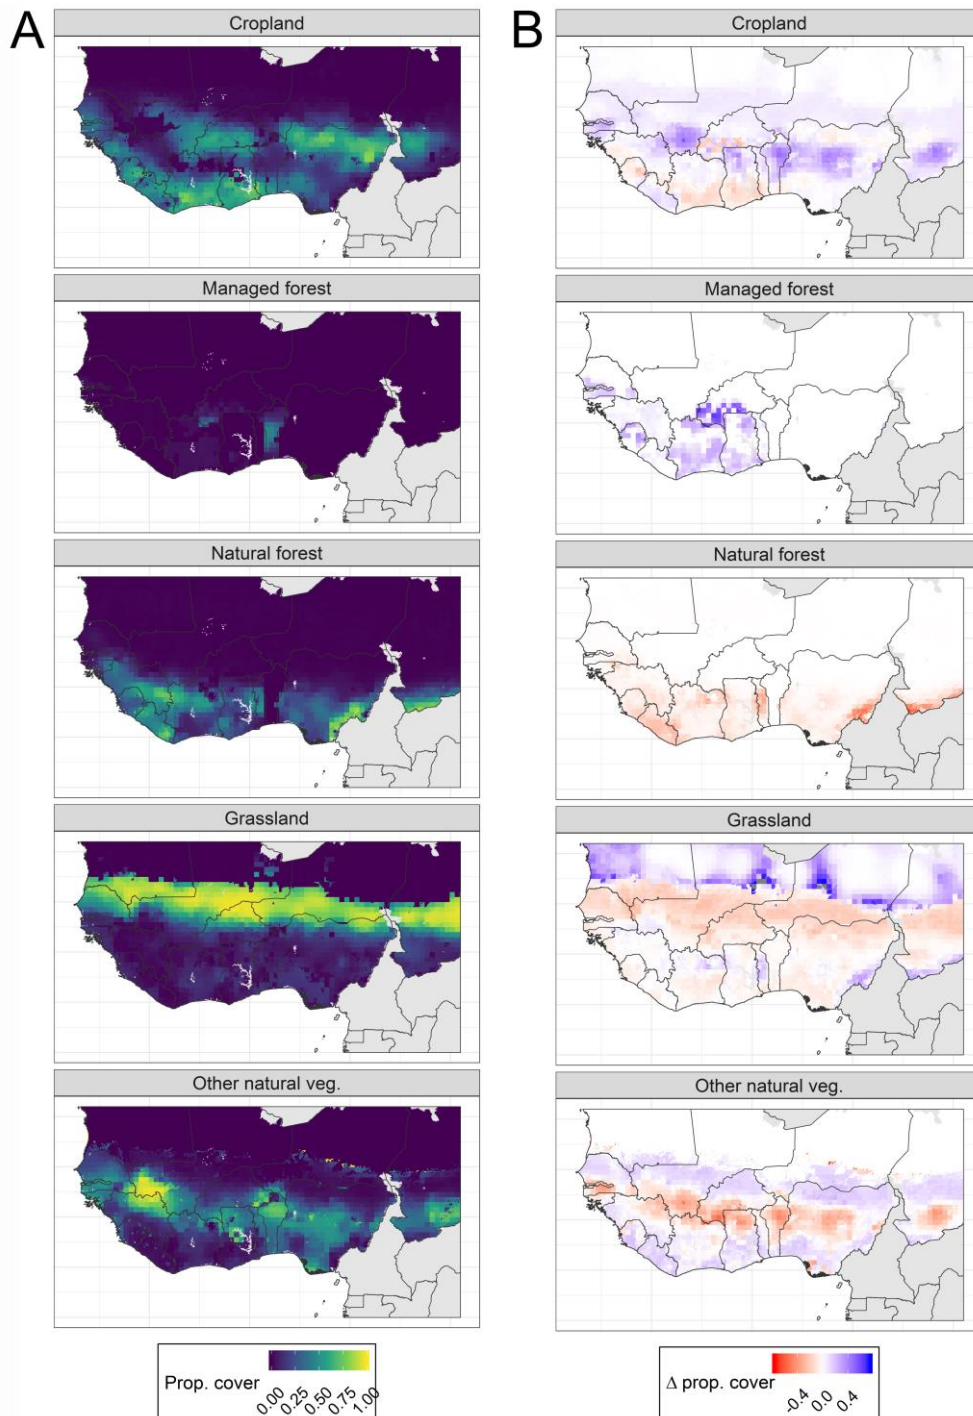 A
B
Cropland
Cropland
Managed forest
Managed forest
Natural forest
Natural forest
Grassland
Grassland
Other natural veg.
Other natural veg.
Prop. cover
0.00
0.25
0.50
0.75
1.00
Δ prop. cover
-0.4
0.0
0.4